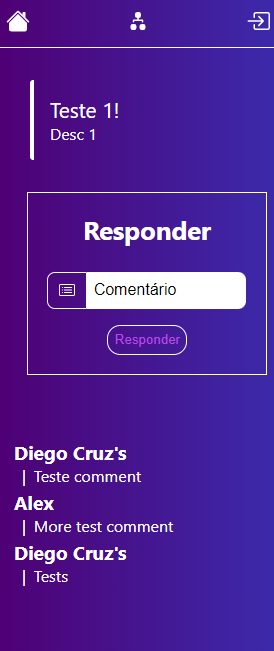 Teste 1!
Desc 1
Responder
Comentário
Responder
Diego Cruz's
| Teste comment
Alex
| More test comment
Diego Cruz's
| Tests